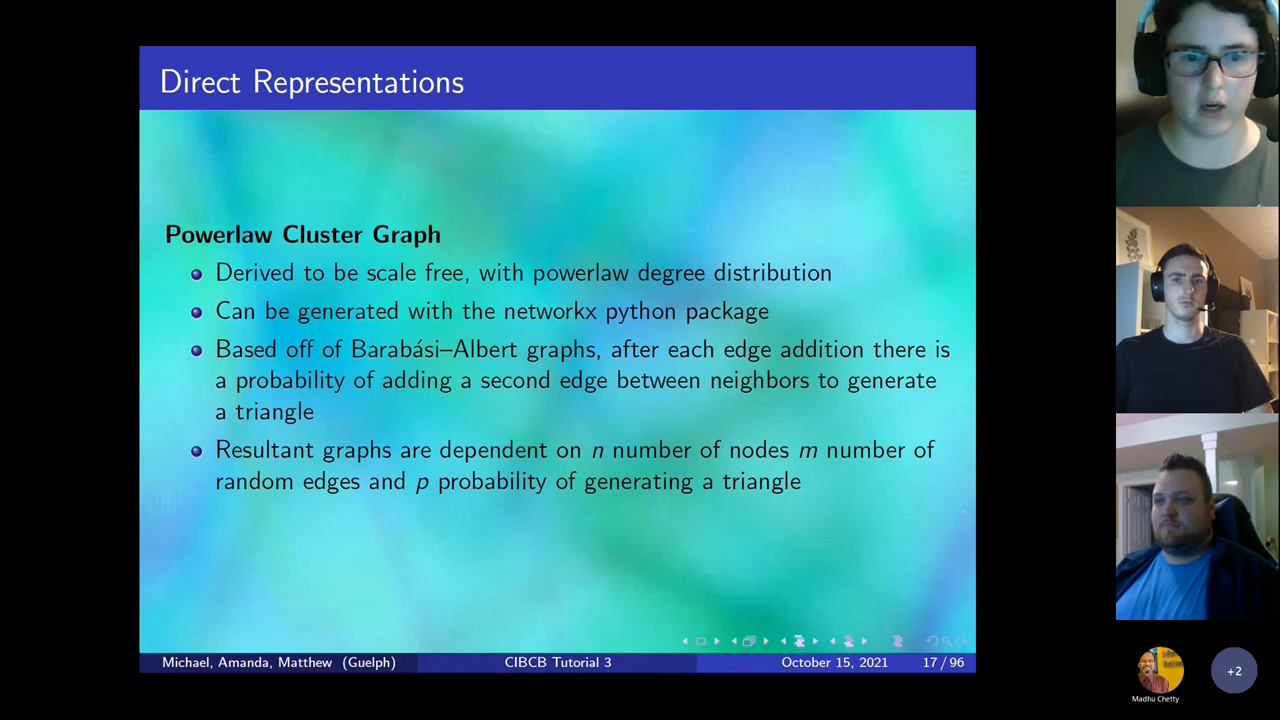 Direct Representations
Powerlaw Cluster Graph
Derived to be scale free, with powerlaw degree distribution
Can be generated with the networkx python package
Based off of Barabási–Albert graphs, after each edge addition there is
a probability of adding a second edge between neighbors to generate
a triangle
Resultant graphs are dependent on n number of nodes m number of
random edges and p probability of generating a triangle
Michael, Amanda, Matthew (Guelph)
CIBCB Tutorial 3
October 15, 2021
17 / 96
Madhu Chetty
+2